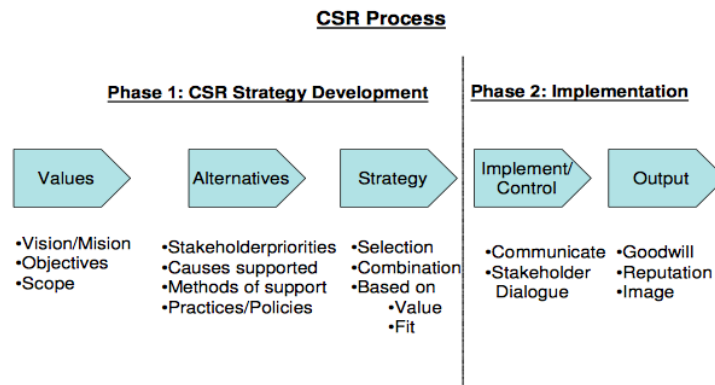 CSR Process
Phase 1: CSR Strategy Development
Phase 2: Implementation
Values
Alternatives
Strategy
Implement/
Control
Output
•Vision/Mision
•Objectives
•Scope
•Stakeholderpriorities
•Causes supported
•Methods of support
•Practices/Policies
•Selection
•Combination
•Based on
•Value
•Fit
•Communicate
•Stakeholder
Dialogue
•Goodwill
•Reputation
•Image